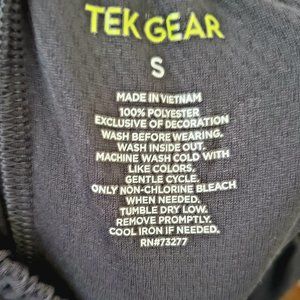 TEK GEAR
S
MADE IN VIETNAM
100% POLYESTER
EXCLUSIVE OF DECORATION
WASH BEFORE WEARING.
WASH INSIDE OUT.
MACHINE WASH COLD WITH
LIKE COLORS,
GENTLE CYCLE.
ONLY NON-CHLORINE BLEACH
WHEN NEEDED.
TUMBLE DRY LOW.
REMOVE PROMPTLY.
COOL IRON IF NEEDED.
RN#73277